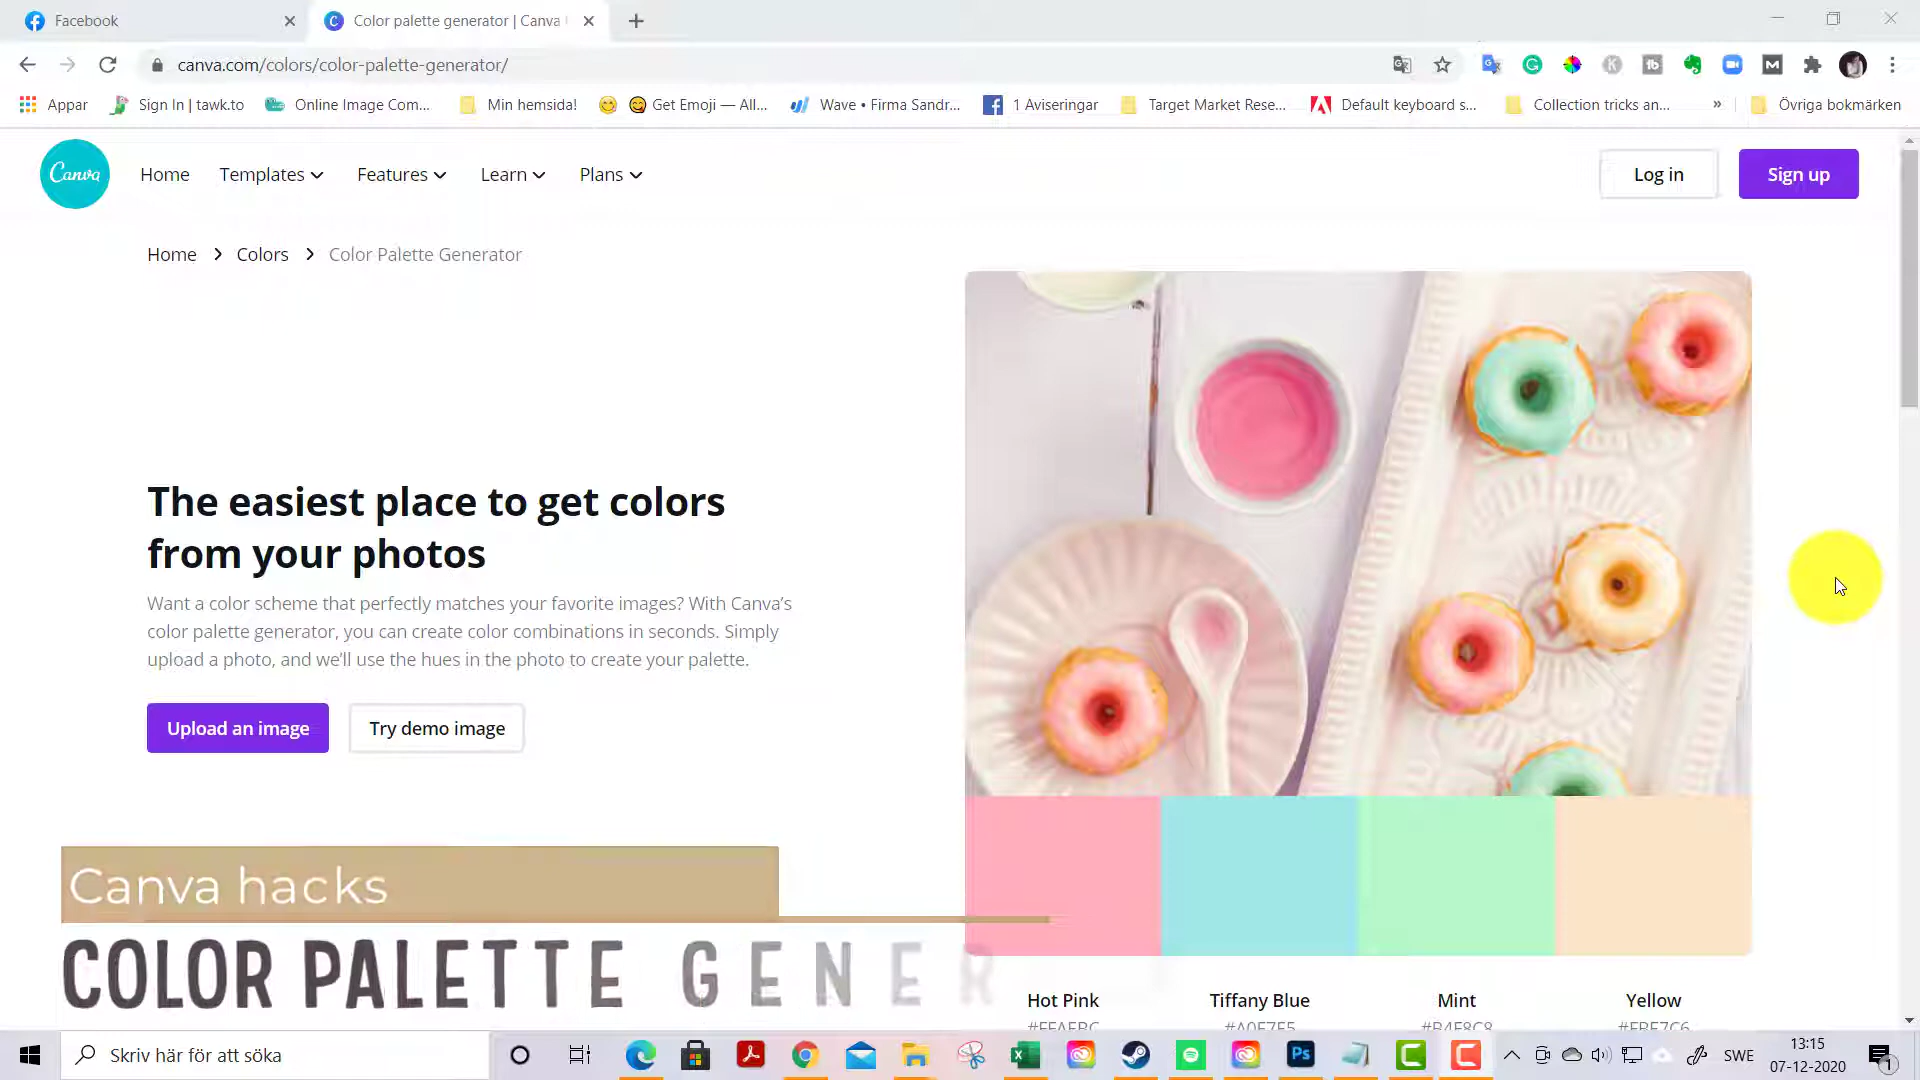 Facebook
Color palette generator | Canva
canva.com/colors/color-palette-generator/
Appar
Sign In | tawk.to
Online Image Com...
Min hemsida!
Get Emoji — All...
Wave • Firma Sandr...
1 Aviseringar
Target Market Rese...
Default keyboard s...
Collection tricks an...
»
Övriga bokmärken
Canva
Home
Templates
Features
Learn
Plans
Log in
Sign up
Home > Colors > Color Palette Generator
The easiest place to get colors
from your photos
Want a color scheme that perfectly matches your favorite images? With Canva's
color palette generator, you can create color combinations in seconds. Simply
upload a photo, and we'll use the hues in the photo to create your palette.
Upload an image
Try demo image
Canva hacks
COLOR PALETTE GENER
Hot Pink
Tiffany Blue
Mint
Yellow
Skriv här för att söka
SWE
13:15
07-12-2020